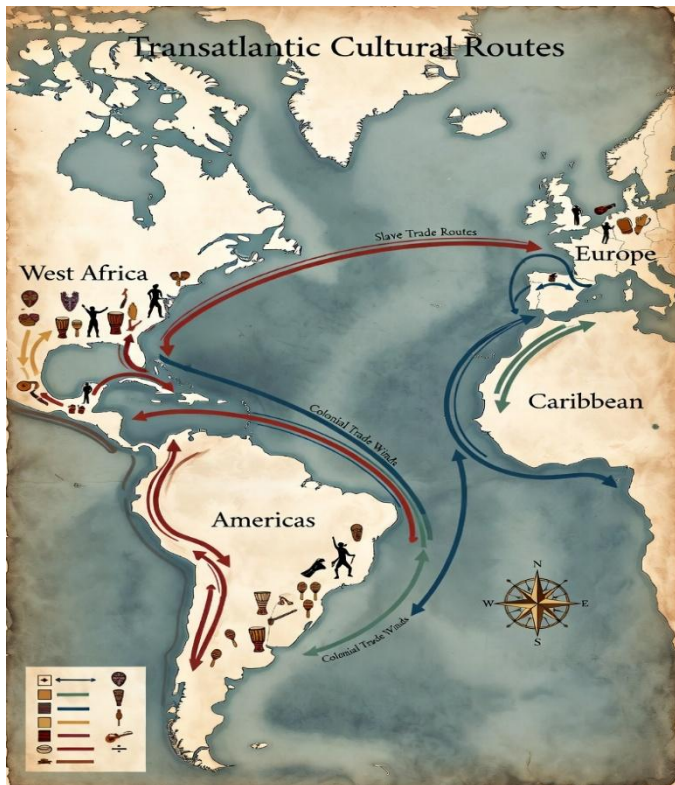 Transatlantic Cultural Routes
Slave Trade Routes
Europe
West Africa
Caribbean
Colonial Trade Winds
Americas
N
W E
S
Colonial Trade Winds